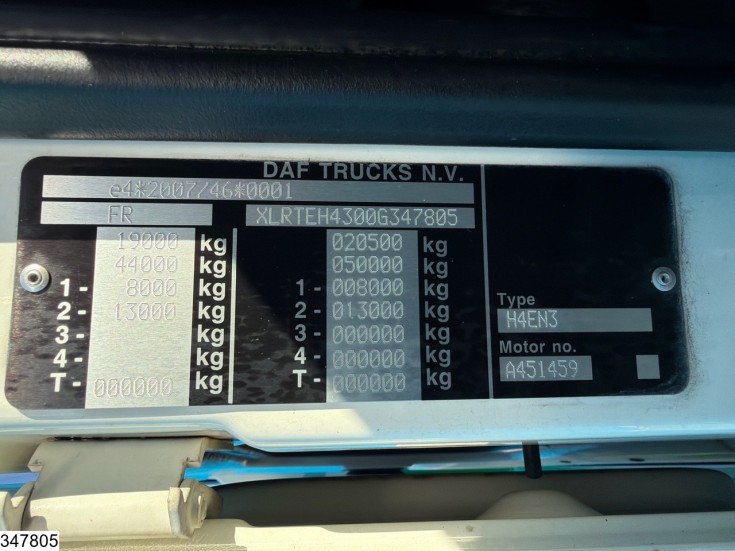 DAF TRUCKS N.V.
e4*2007/46*0001
FR XLRTEH4300G347805
19000 kg 020500 kg
44000 kg 050000 kg
1 - 8000 kg 1 - 008000 kg
2 - 13000 kg 2 - 013000 kg
3 - kg 3 - 000000 kg
4 - kg 4 - 000000 kg
T - 000000 kg T - 000000 kg
Type
H4EN3
Motor no.
A451459
347805